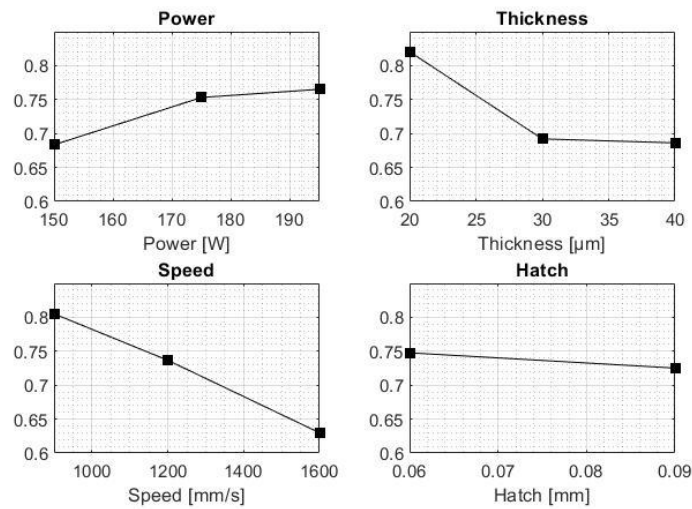 Power
0.8
0.75
0.7
0.65
0.6
150 160 170 180 190
Power [W]
Thickness
0.8
0.75
0.7
0.65
0.6
20 25 30 35 40
Thickness [µm]
Speed
0.8
0.75
0.7
0.65
0.6
1000 1200 1400 1600
Speed [mm/s]
Hatch
0.8
0.75
0.7
0.65
0.6
0.06 0.07 0.08 0.09
Hatch [mm]